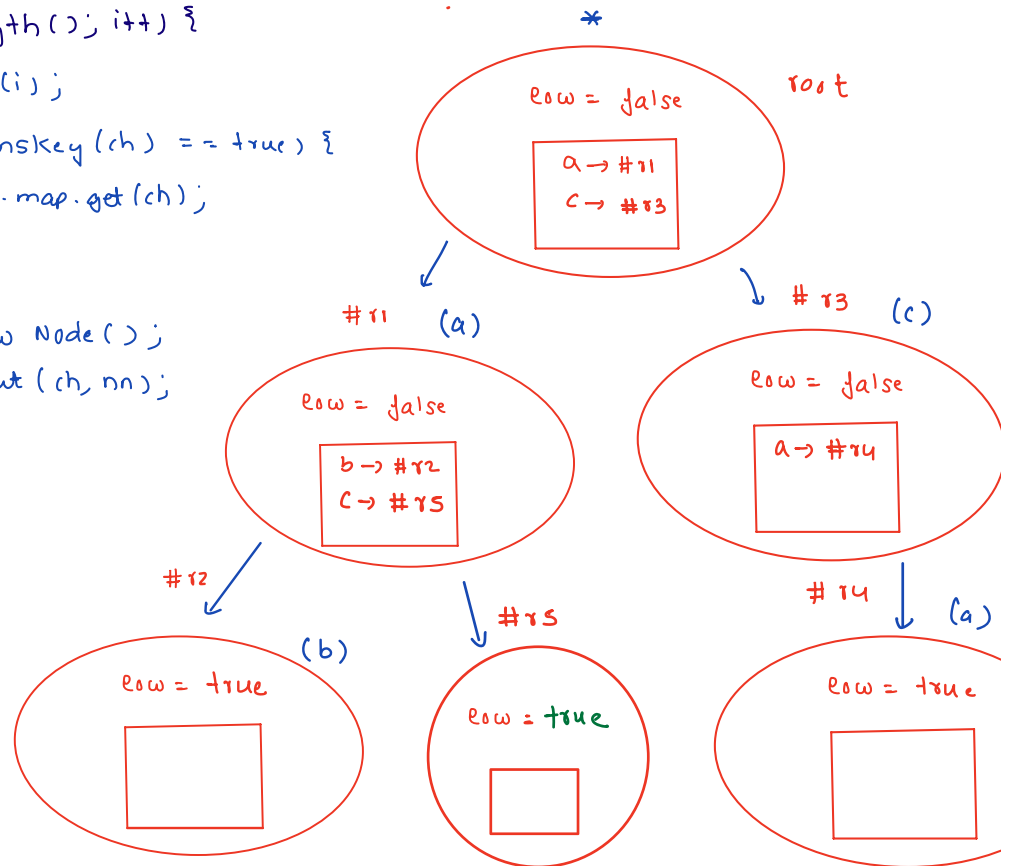 gth(); i++) {
(i);
nskey(ch) == true) {
. map.get(ch);
w Node();
ut(ch, nn);
*
root
eow = false
a → #r1
c → #r3
#r1 (a)
#r3 (c)
eow = false
b → #r2
c → #r5
eow = false
a → #r4
#r2
(b)
#r5
#r4
(a)
eow = true
eow = true
eow = true